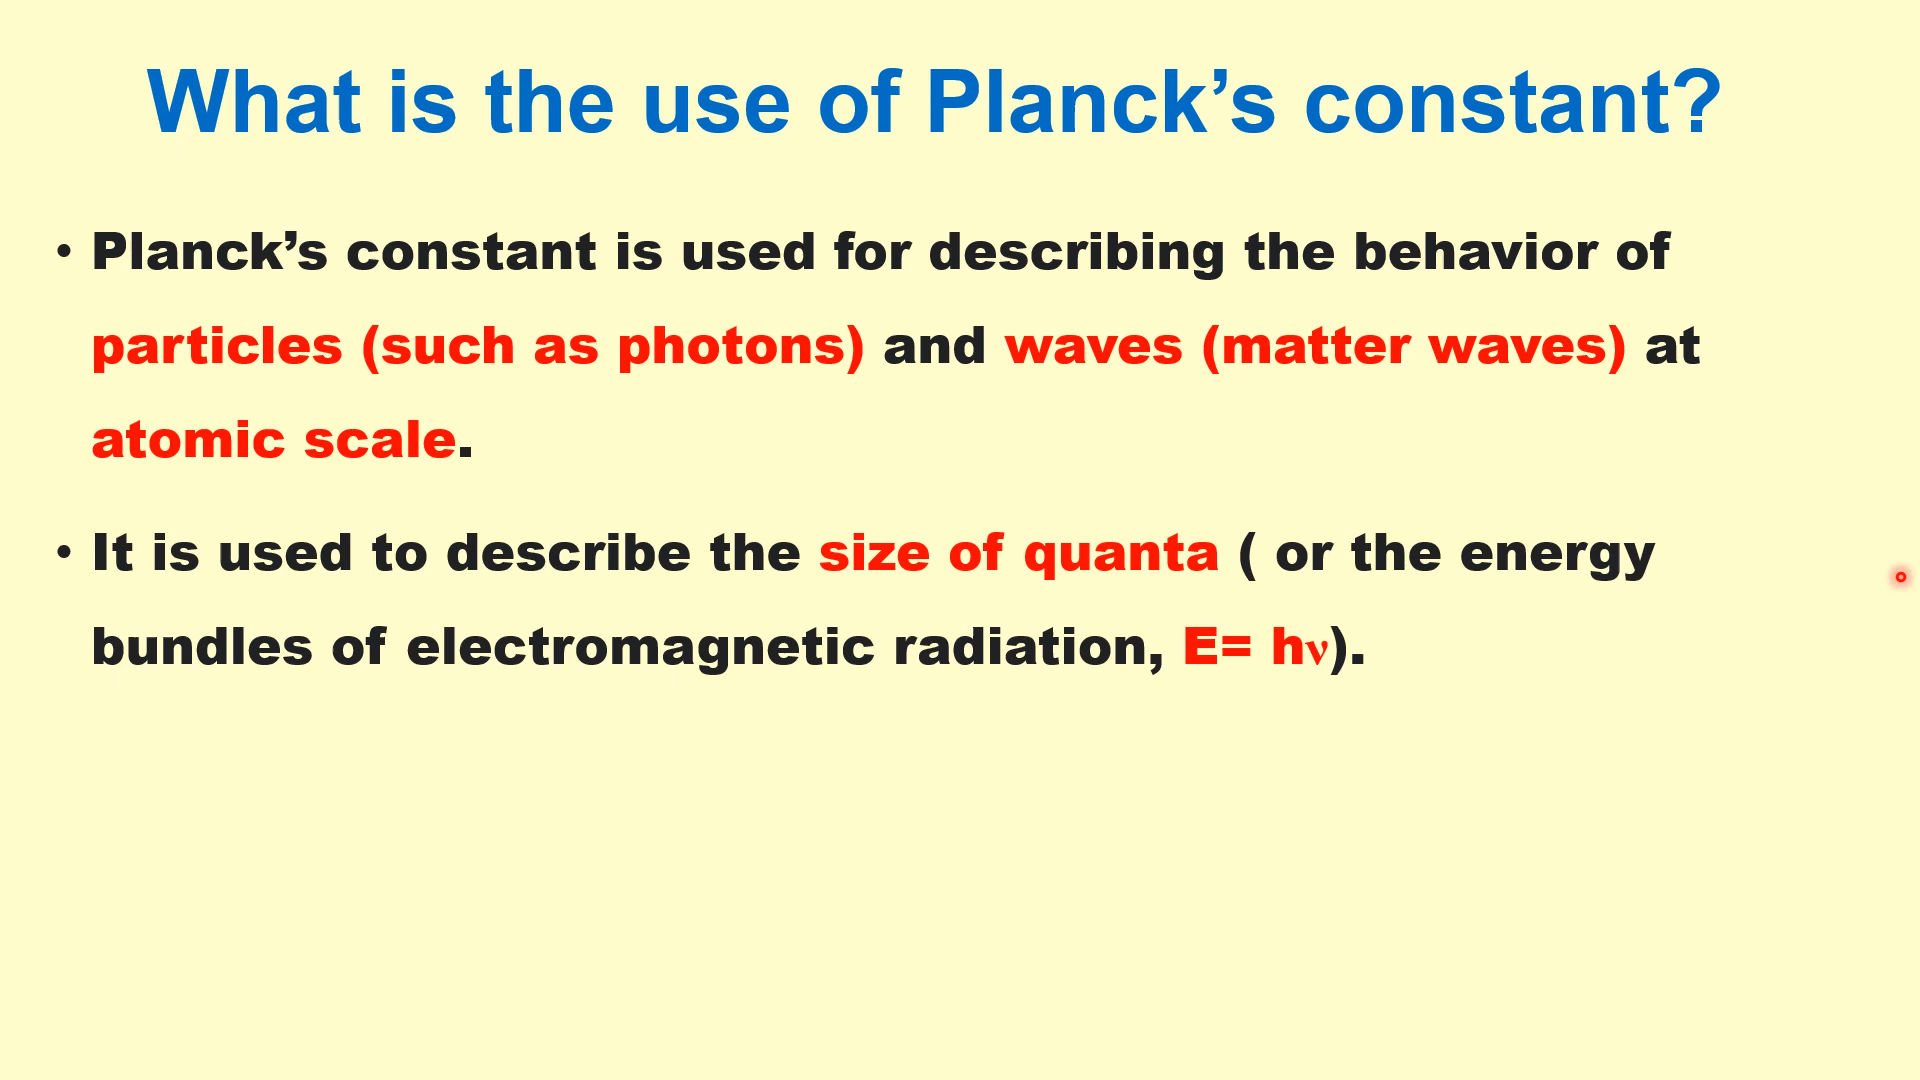 What is the use of Planck’s constant?
• Planck’s constant is used for describing the behavior of
particles (such as photons) and waves (matter waves) at
atomic scale.
• It is used to describe the size of quanta ( or the energy
bundles of electromagnetic radiation, E= hν).